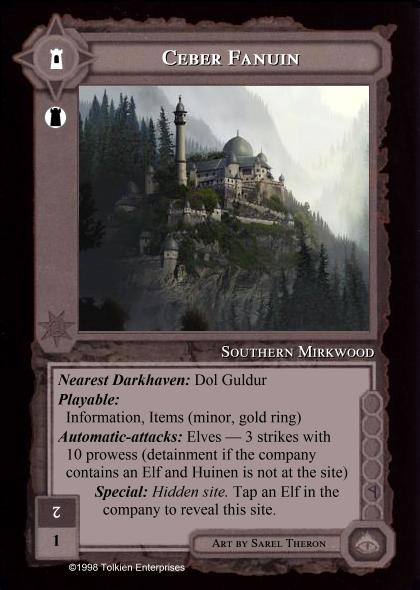 Ceber Fanuin
Southern Mirkwood
Nearest Darkhaven: Dol Guldur
Playable:
Information, Items (minor, gold ring)
Automatic-attacks: Elves — 3 strikes with
10 prowess (detainment if the company
contains an Elf and Huinen is not at the site)
Special: Hidden site. Tap an Elf in the
company to reveal this site.
2
1
Art by Sarel Theron
©1998 Tolkien Enterprises